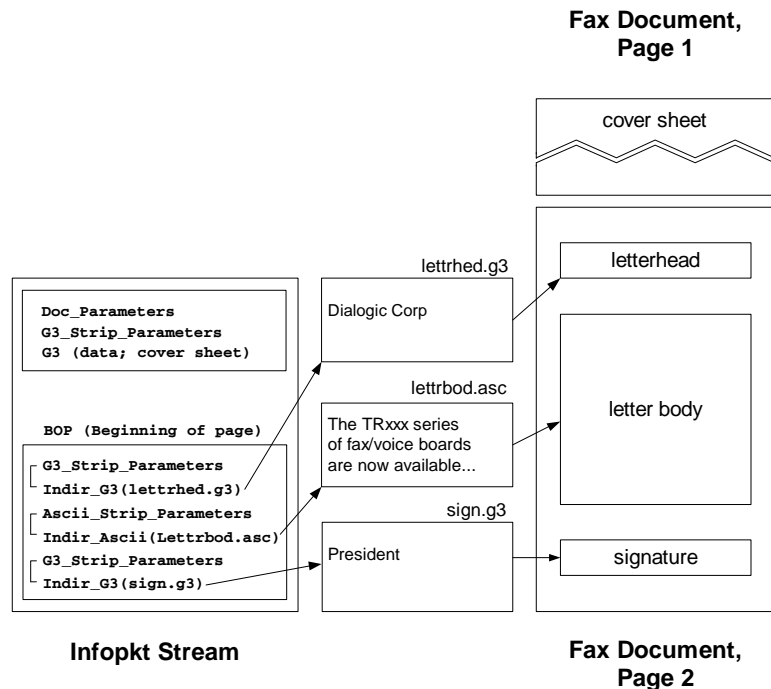 Fax Document,
Page 1
cover sheet
lettrhed.g3
letterhead
Doc_Parameters
G3_Strip_Parameters
G3 (data; cover sheet)
Dialogic Corp
lettrbod.asc
letter body
BOP (Beginning of page)
The TRxxx series
of fax/voice boards
are now available...
G3_Strip_Parameters
Indir_G3(lettrhed.g3)
Ascii_Strip_Parameters
Indir_Ascii(Lettrbod.asc)
G3_Strip_Parameters
Indir_G3(sign.g3)
sign.g3
President
signature
Infopkt Stream
Fax Document,
Page 2